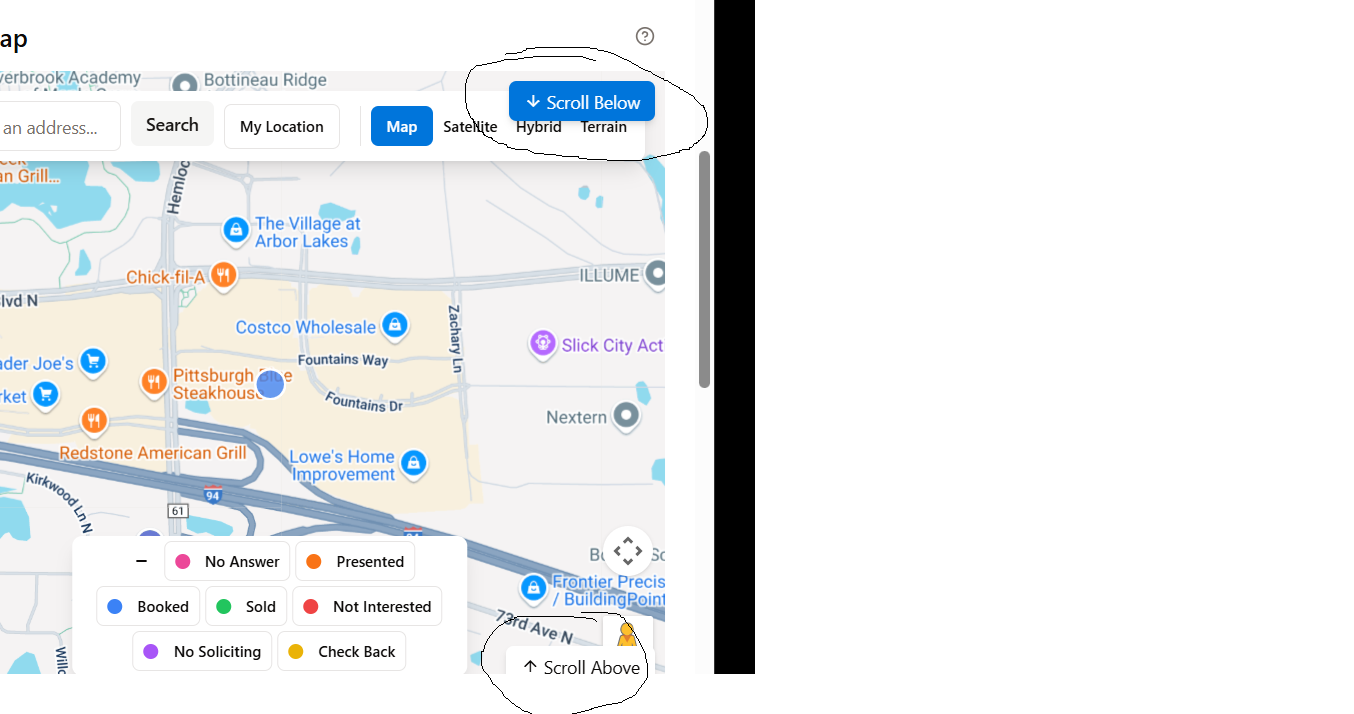 ap
verbrook Academy
Bottineau Ridge
Scroll Below
an address...
Search
My Location
Map
Satellite
Hybrid
Terrain
an Grill...
Hemloc
The Village at
Arbor Lakes
Chick-fil-A
ILLUME
lvd N
Costco Wholesale
Zachary Ln
Slick City Act
Fountains Way
ader Joe's
Pittsburgh Blue
Steakhouse
rket
Fountains Dr
Nextern
Redstone American Grill
Lowe's Home
Improvement
Kirkwood Ln N
94
61
94
No Answer
Presented
Frontier Precis
/ BuildingPoint
Booked
Sold
Not Interested
73rd Ave N
No Soliciting
Check Back
Willo
Scroll Above